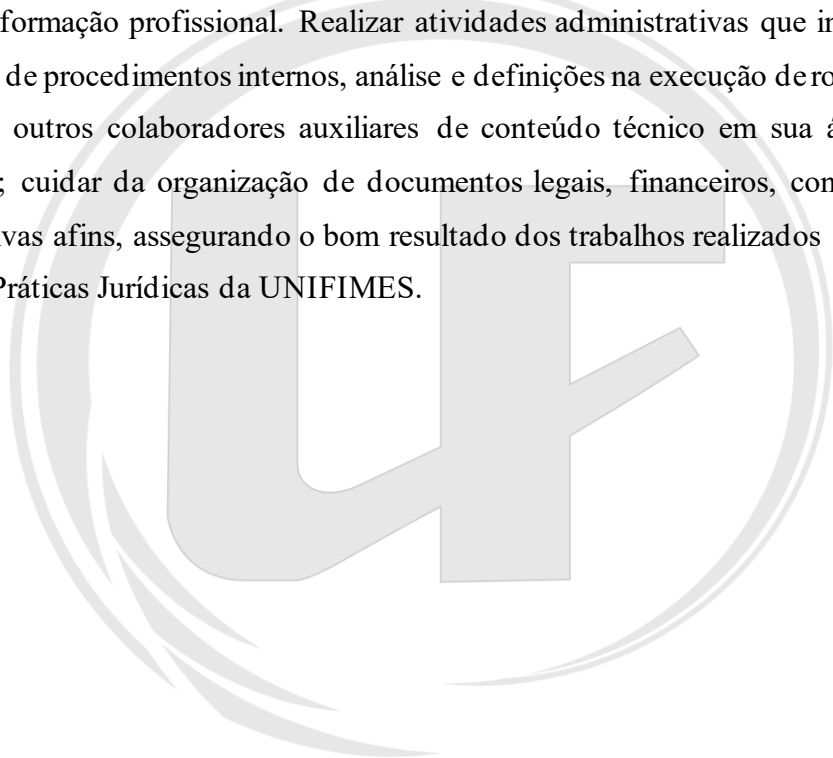 formação profissional. Realizar atividades administrativas que in
de procedimentos internos, análise e definições na execução de ro
outros colaboradores auxiliares de conteúdo técnico em sua á
; cuidar da organização de documentos legais, financeiros, con
ivas afins, assegurando o bom resultado dos trabalhos realizados
Práticas Jurídicas da UNIFIMES.